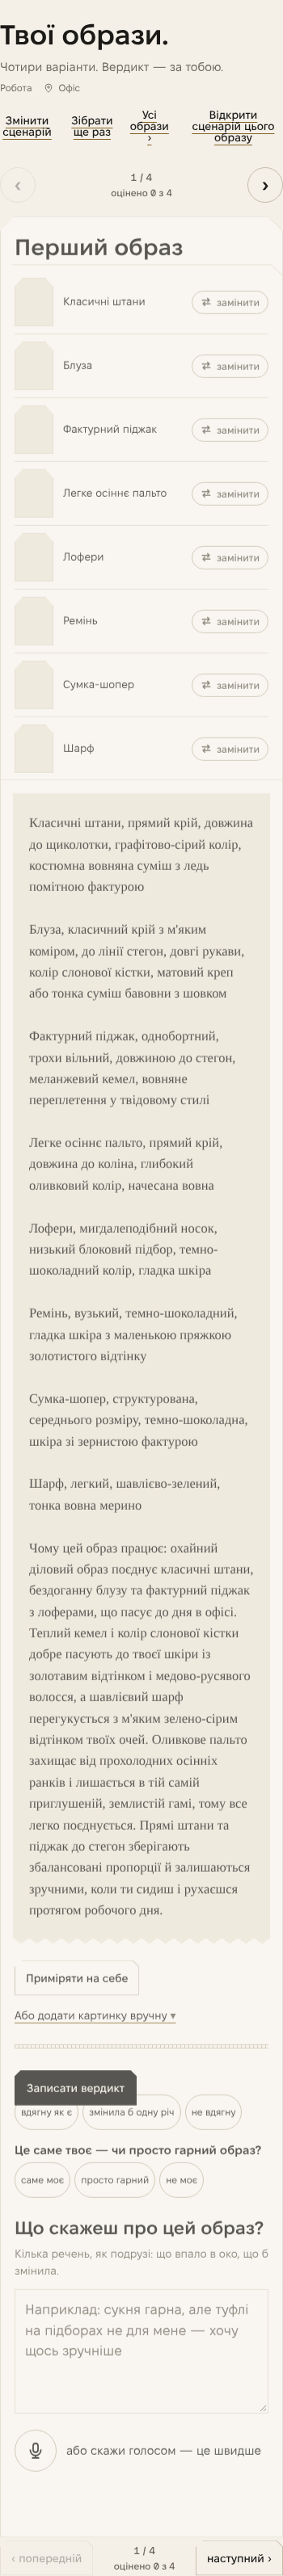 Твої образи.
Чотири варіанти. Вердикт — за тобою.
Робота Офіс
Змінити сценарій
Зібрати ще раз
Усі образи ›
Відкрити сценарій цього образу
‹
1 / 4
оцінено 0 з 4
›
Перший образ
Класичні штани замінити
Блуза замінити
Фактурний піджак замінити
Легке осіннє пальто замінити
Лофери замінити
Ремінь замінити
Сумка-шопер замінити
Шарф замінити
Класичні штани, прямий крій, довжина
до щиколотки, графітово-сірий колір,
костюмна вовняна суміш з ледь
помітною фактурою
Блуза, класичний крій з м'яким
коміром, до лінії стегон, довгі рукави,
колір слонової кістки, матовий креп
або тонка суміш бавовни з шовком
Фактурний піджак, однобортний,
трохи вільний, довжиною до стегон,
меланжевий кемел, вовняне
переплетення у твідовому стилі
Легке осіннє пальто, прямий крій,
довжина до коліна, глибокий
оливковий колір, начесана вовна
Лофери, мигдалеподібний носок,
низький блоковий підбор, темно-
шоколадний колір, гладка шкіра
Ремінь, вузький, темно-шоколадний,
гладка шкіра з маленькою пряжкою
золотистого відтінку
Сумка-шопер, структурована,
середнього розміру, темно-шоколадна,
шкіра зі зернистою фактурою
Шарф, легкий, шавлієво-зелений,
тонка вовна мерино
Чому цей образ працює: охайний
діловий образ поєднує класичні штани,
бездоганну блузу та фактурний піджак
з лоферами, що пасує до дня в офісі.
Теплий кемел і колір слонової кістки
добре пасують до твоєї шкіри із
золотавим відтінком і медово-русявого
волосся, а шавлієвий шарф
перегукується з м'яким зелено-сірим
відтінком твоїх очей. Оливкове пальто
захищає від прохолодних осінніх
ранків і лишається в тій самій
приглушеній, землистій гамі, тому все
легко поєднується. Прямі штани та
піджак до стегон зберігають
збалансовані пропорції й залишаються
зручними, коли ти сидиш і рухаєшся
протягом робочого дня.
Приміряти на себе
Або додати картинку вручну ▾
Записати вердикт
вдягну як є змінила б одну річ не вдягну
Це саме твоє — чи просто гарний образ?
саме моє просто гарний не моє
Що скажеш про цей образ?
Кілька речень, як подрузі: що впало в око, що б
змінила.
Наприклад: сукня гарна, але туфлі
на підборах не для мене — хочу
щось зручніше
або скажи голосом — це швидше
‹ попередній
1 / 4
оцінено 0 з 4
наступний ›